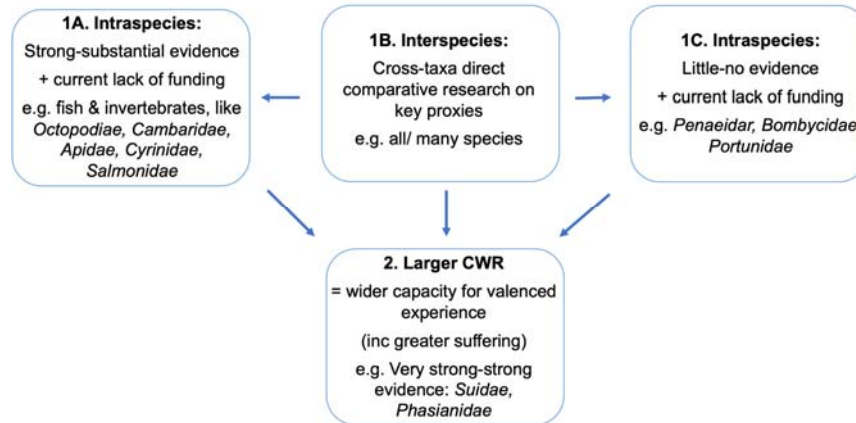 1A. Intraspecies:
Strong-substantial evidence
+ current lack of funding
e.g. fish & invertebrates, like
Octopodiae, Cambaridae,
Apidae, Cyrinidae,
Salmonidae
1B. Interspecies:
Cross-taxa direct
comparative research on
key proxies
e.g. all/ many species
1C. Intraspecies:
Little-no evidence
+ current lack of funding
e.g. Penaeidar, Bombycidae
Portunidae
2. Larger CWR
= wider capacity for valenced
experience
(inc greater suffering)
e.g. Very strong-strong
evidence: Suidae,
Phasianidae